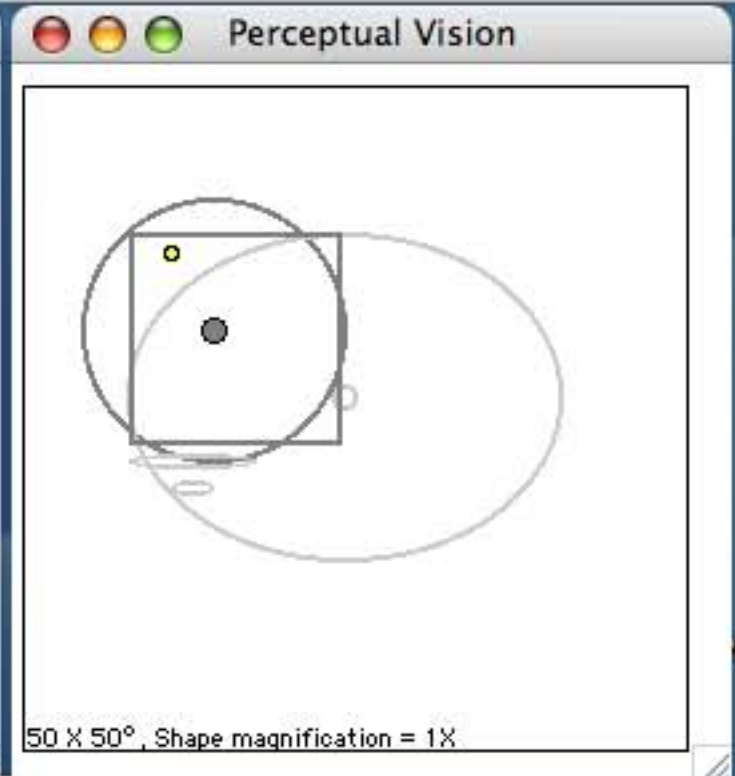 Perceptual Vision
50 X 50°, Shape magnification = 1X